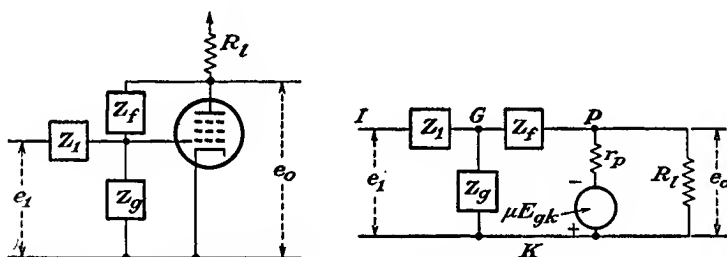 R_l
Z_f
Z_1
Z_g
e_1
e_o
I
Z_1
G
Z_f
P
r_p
Z_g
μE_gk
-
+
R_l
e_1
e_o
K